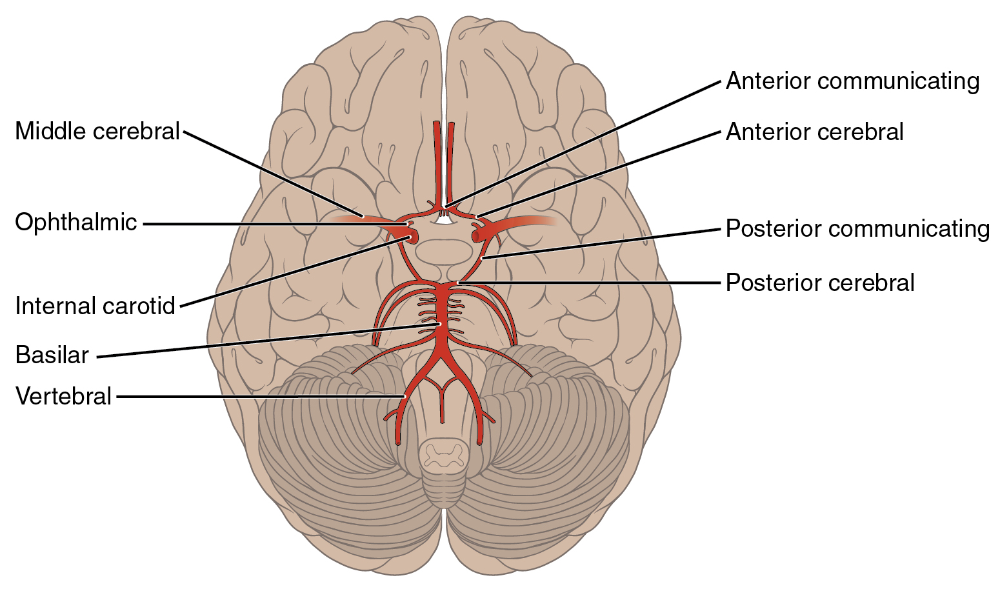 Middle cerebral
Ophthalmic
Internal carotid
Basilar
Vertebral
Anterior communicating
Anterior cerebral
Posterior communicating
Posterior cerebral